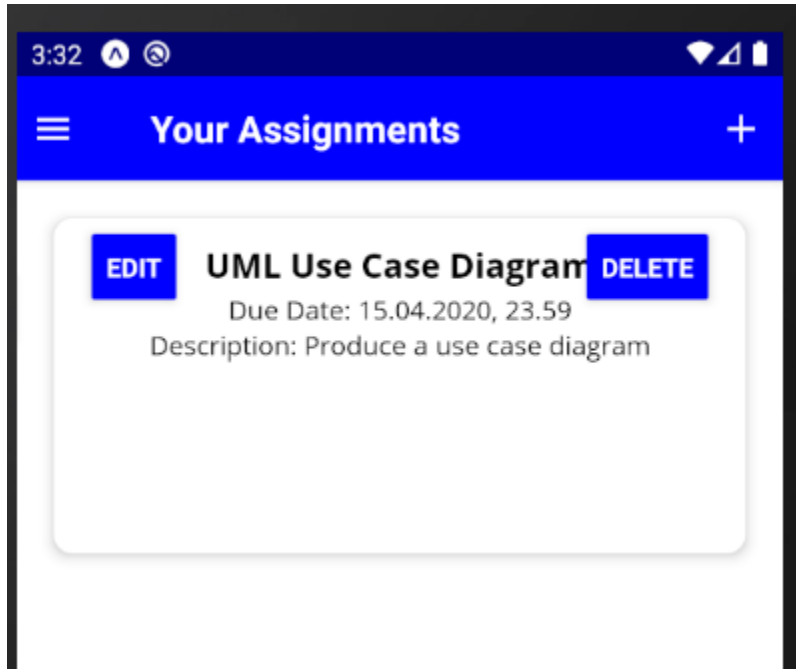 3:32
Your Assignments
EDIT UML Use Case Diagram DELETE
Due Date: 15.04.2020, 23.59
Description: Produce a use case diagram